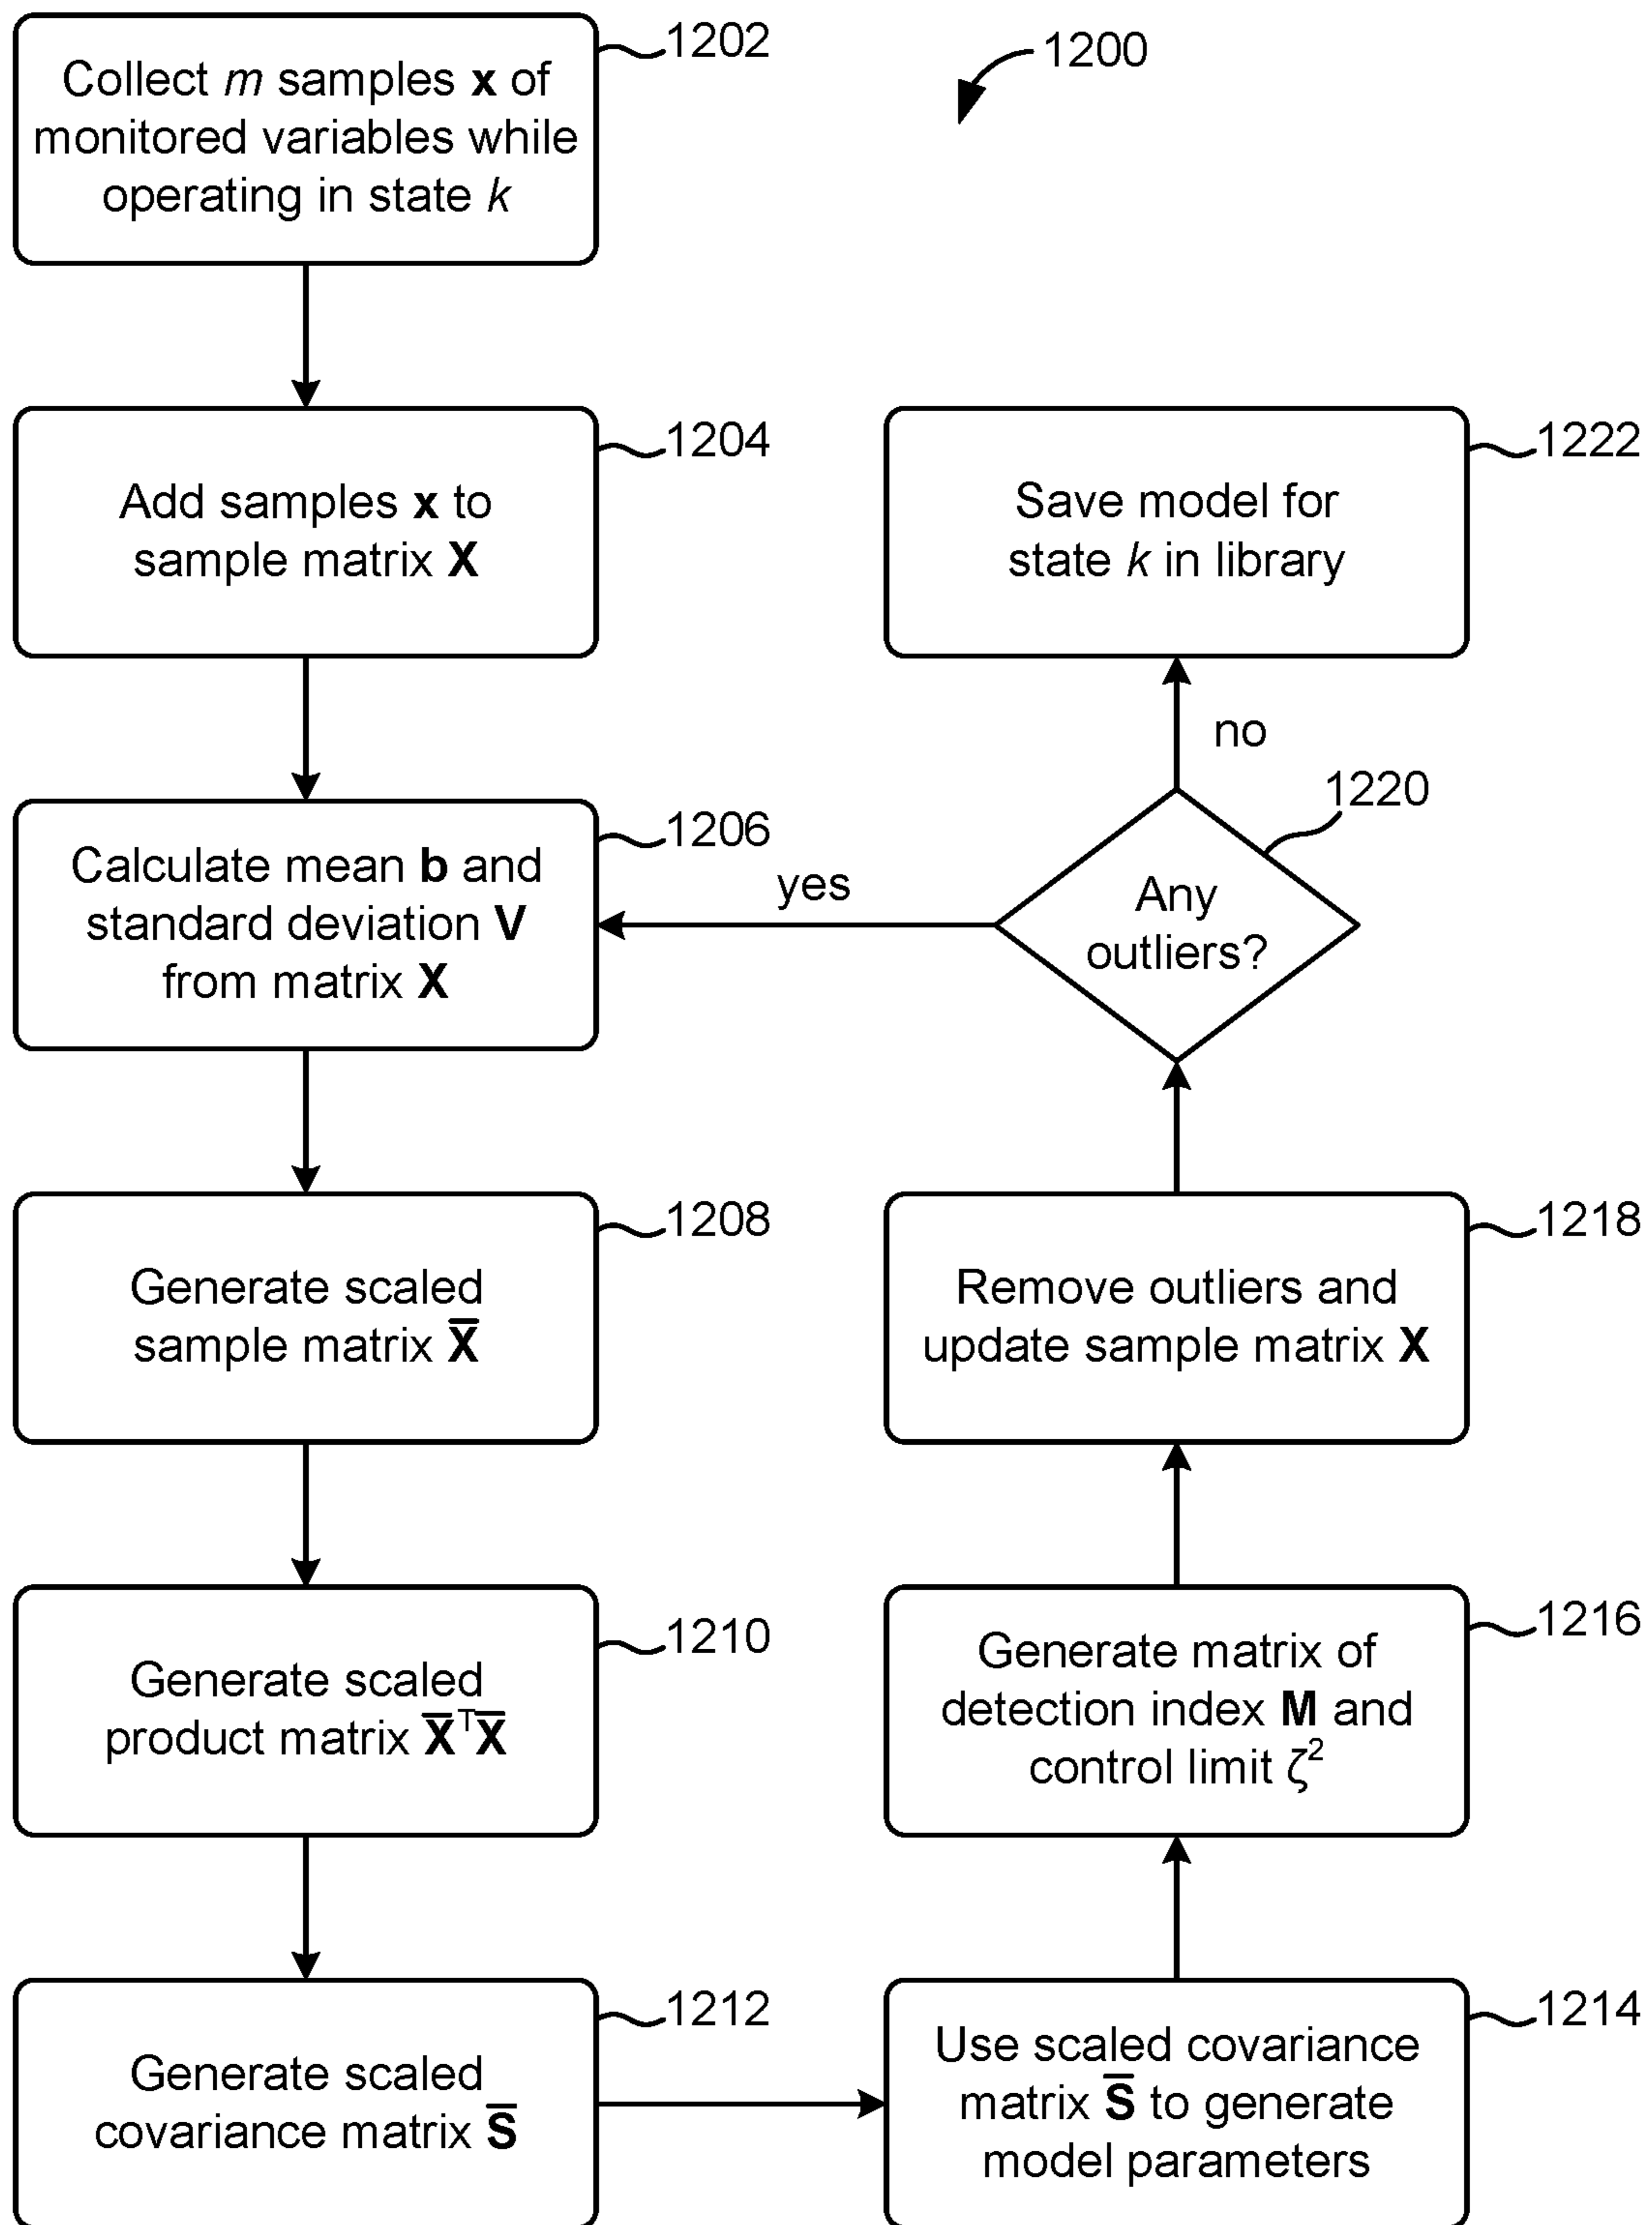 1200
1202
Collect m samples x of
monitored variables while
operating in state k
1204
Add samples x to
sample matrix X
1206
Calculate mean b and
standard deviation V
from matrix X
1208
Generate scaled
sample matrix X̅
1210
Generate scaled
product matrix X̅ᵀX̅
1212
Generate scaled
covariance matrix S̅
1214
Use scaled covariance
matrix S̅ to generate
model parameters
1216
Generate matrix of
detection index M and
control limit ζ²
1218
Remove outliers and
update sample matrix X
1220
Any
outliers?
yes
no
1222
Save model for
state k in library